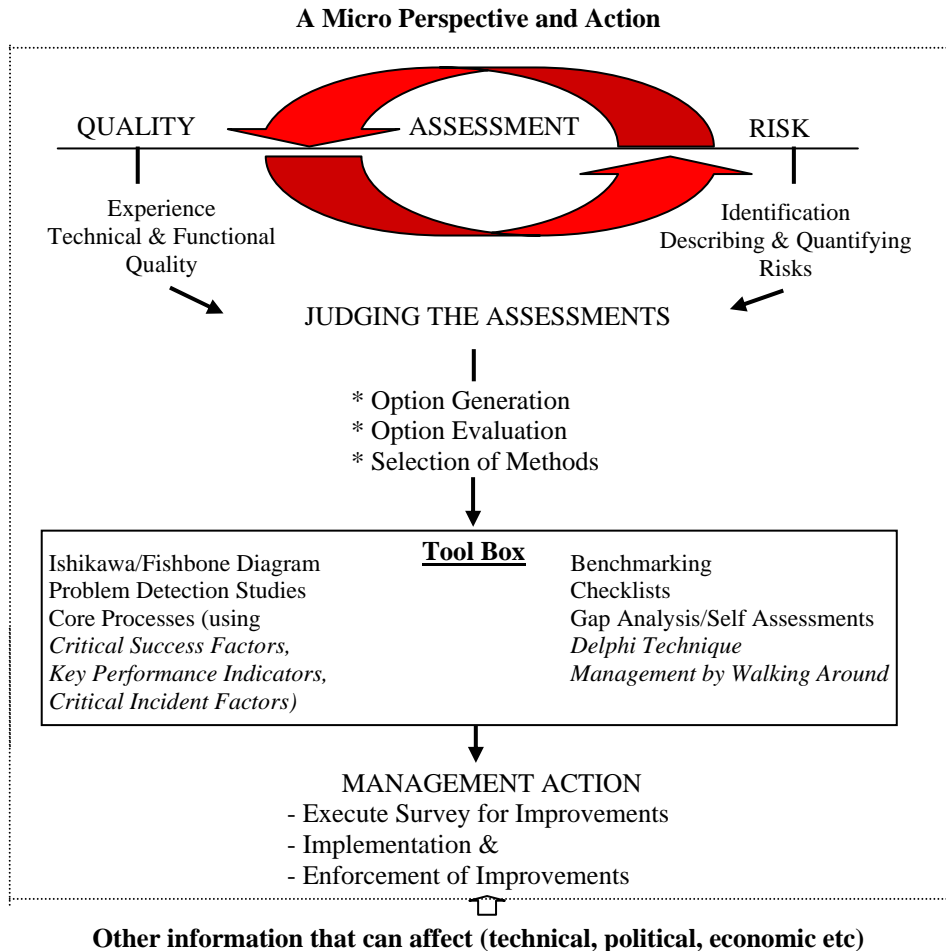 A Micro Perspective and Action
QUALITY ASSESSMENT RISK
Experience
Technical & Functional
Quality
Identification
Describing & Quantifying
Risks
JUDGING THE ASSESSMENTS
* Option Generation
* Option Evaluation
* Selection of Methods
Tool Box
Ishikawa/Fishbone Diagram
Problem Detection Studies
Core Processes (using
Critical Success Factors,
Key Performance Indicators,
Critical Incident Factors)
Benchmarking
Checklists
Gap Analysis/Self Assessments
Delphi Technique
Management by Walking Around
MANAGEMENT ACTION
- Execute Survey for Improvements
- Implementation &
- Enforcement of Improvements
Other information that can affect (technical, political, economic etc)